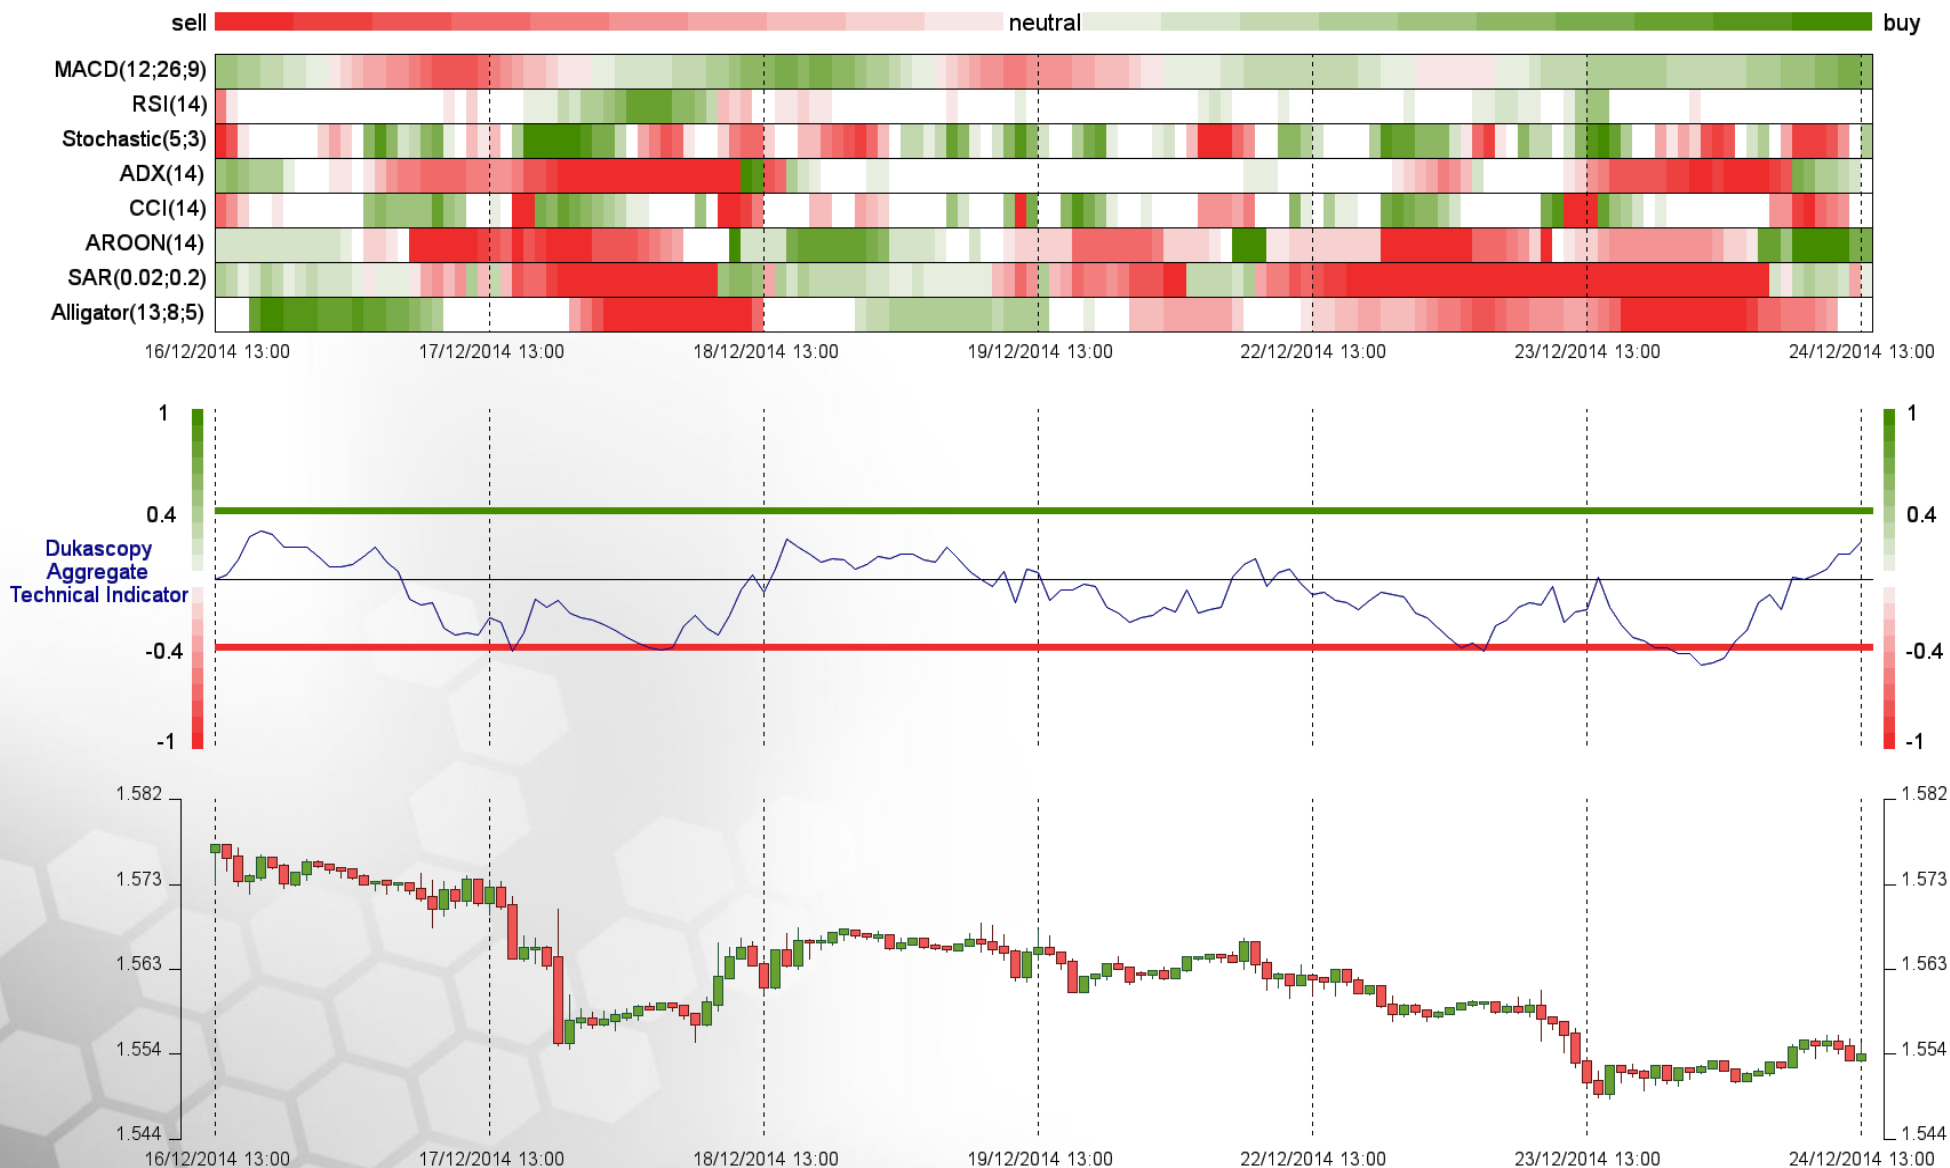 sell neutral buy
MACD(12;26;9)
RSI(14)
Stochastic(5;3)
ADX(14)
CCI(14)
AROON(14)
SAR(0.02;0.2)
Alligator(13;8;5)
16/12/2014 13:00 17/12/2014 13:00 18/12/2014 13:00 19/12/2014 13:00 22/12/2014 13:00 23/12/2014 13:00 24/12/2014 13:00
1 1
0.4 0.4
Dukascopy
Aggregate
Technical Indicator
-0.4 -0.4
-1 -1
1.582 1.582
1.573 1.573
1.563 1.563
1.554 1.554
1.544 1.544
16/12/2014 13:00 17/12/2014 13:00 18/12/2014 13:00 19/12/2014 13:00 22/12/2014 13:00 23/12/2014 13:00 24/12/2014 13:00